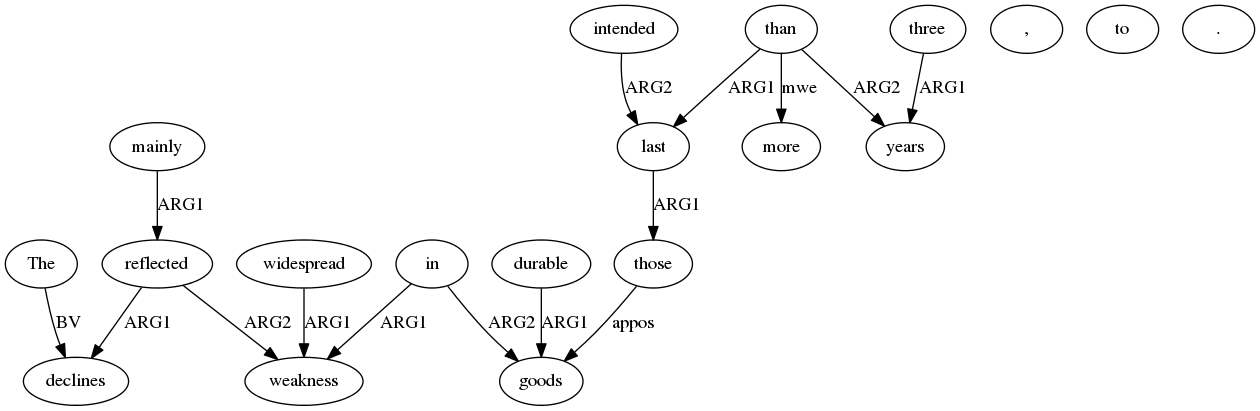 intended than three , to .
ARG2 ARG1 mwe ARG2 ARG1
mainly last more years
ARG1 ARG1
The reflected widespread in durable those
BV ARG1 ARG2 ARG1 ARG1 ARG2 ARG1 appos
declines weakness goods